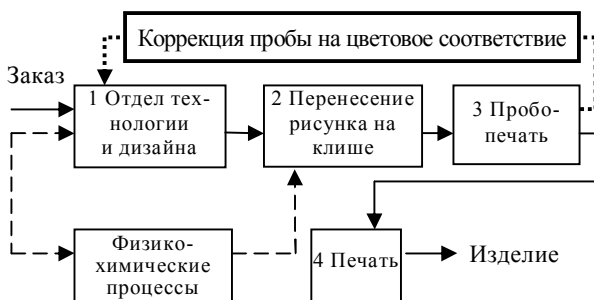 Коррекция пробы на цветовое соответствие
Заказ
1 Отдел тех-
нологии
и дизайна
2 Перенесение
рисунка на
клише
3 Пробо-
печать
Физико-
химические
процессы
4 Печать
Изделие